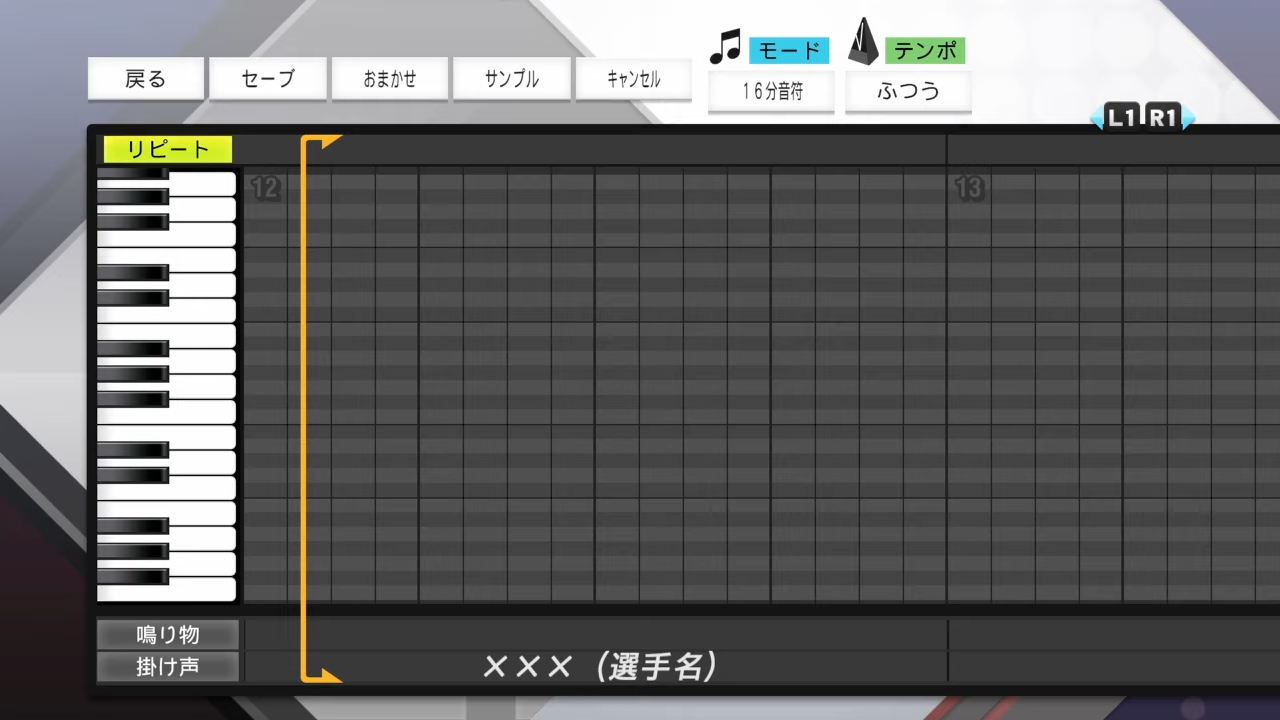 戻る
セーブ
おまかせ
サンプル
キャンセル
モード
16分音符
テンポ
ふつう
L1 R1
リピート
12
13
鳴り物
掛け声
×××（選手名）